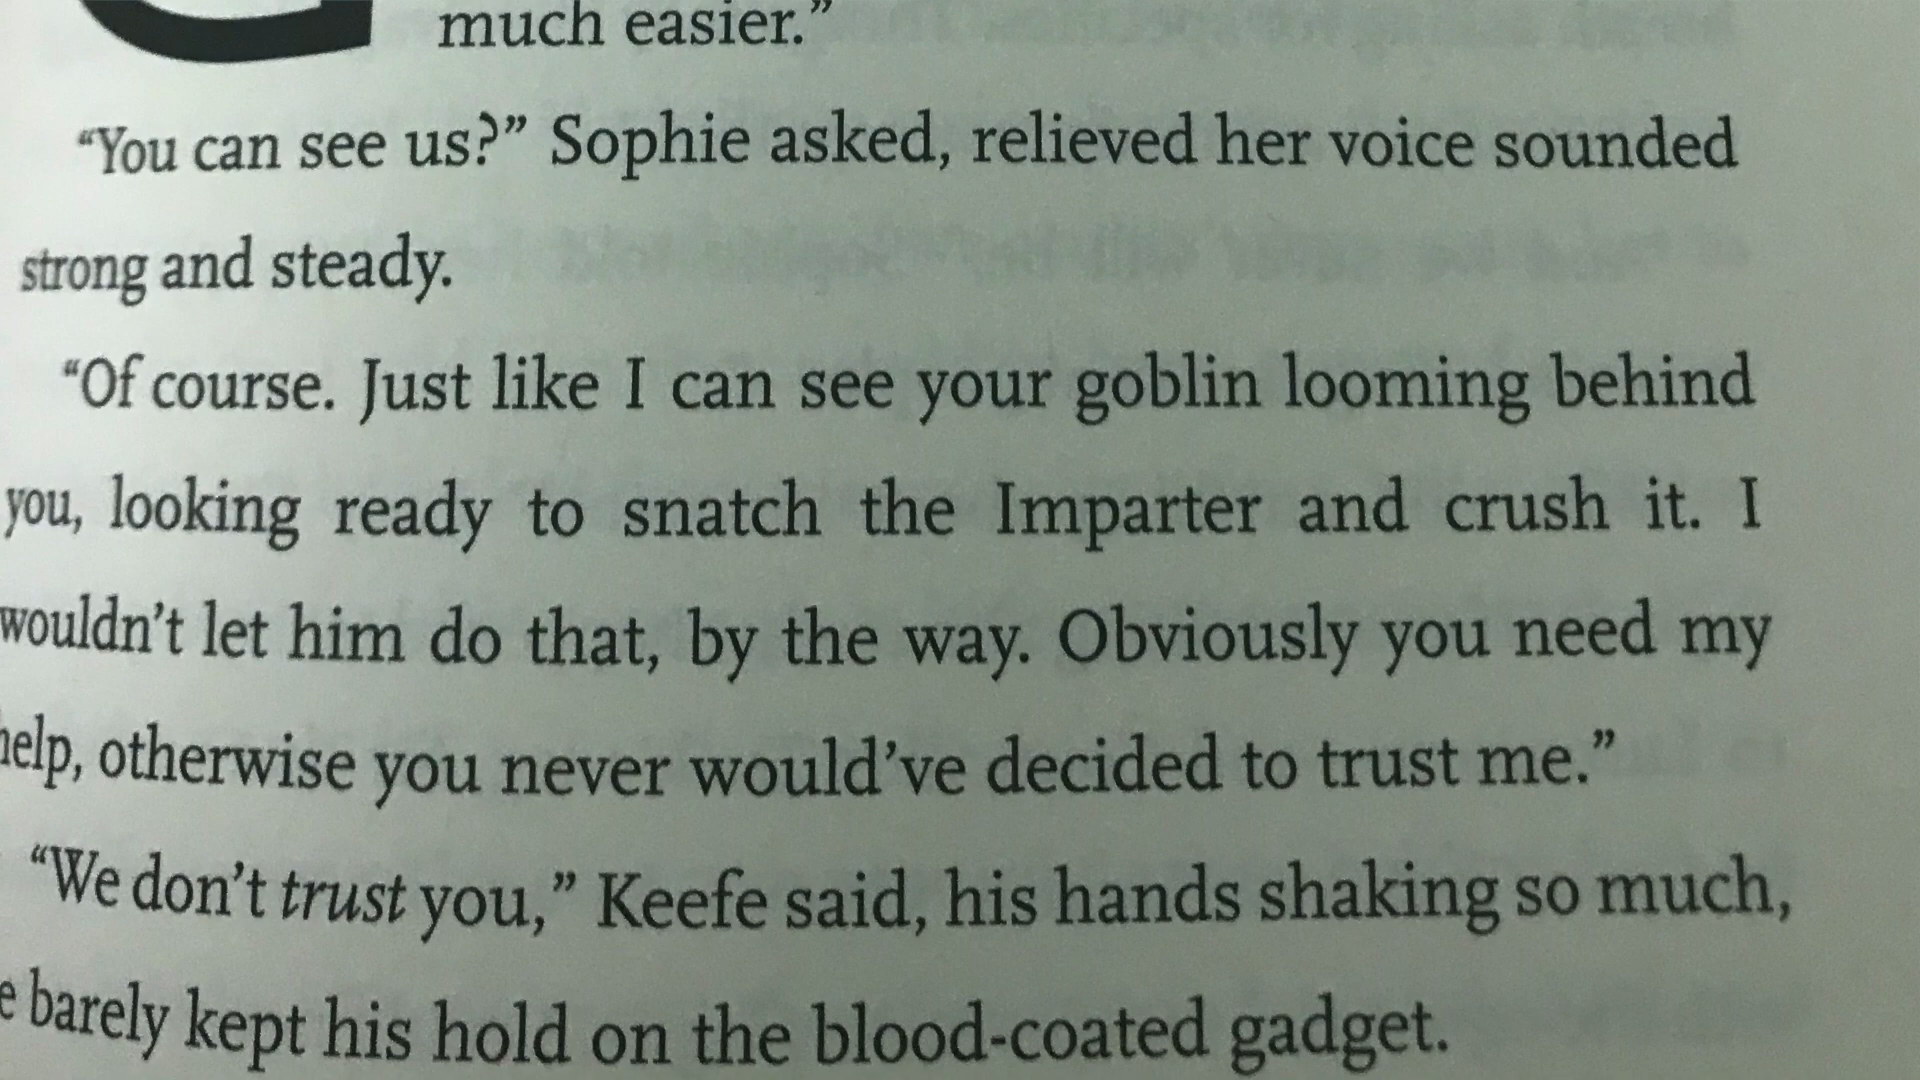 much easier.”
“You can see us?” Sophie asked, relieved her voice sounded
strong and steady.
“Of course. Just like I can see your goblin looming behind
you, looking ready to snatch the Imparter and crush it. I
wouldn’t let him do that, by the way. Obviously you need my
help, otherwise you never would’ve decided to trust me.”
“We don’t trust you,” Keefe said, his hands shaking so much,
e barely kept his hold on the blood-coated gadget.